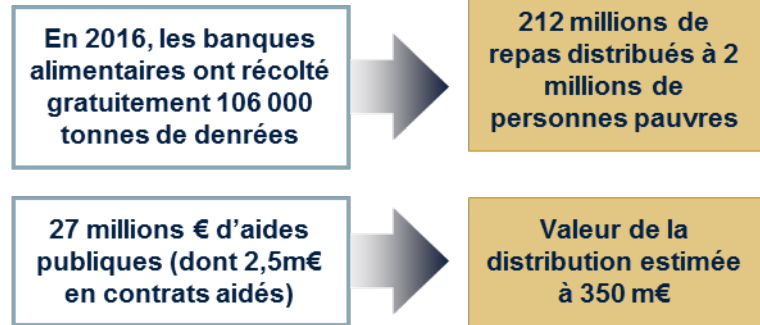 En 2016, les banques
alimentaires ont récolté
gratuitement 106 000
tonnes de denrées
212 millions de
repas distribués à 2
millions de
personnes pauvres
27 millions € d'aides
publiques (dont 2,5m€
en contrats aidés)
Valeur de la
distribution estimée
à 350 m€